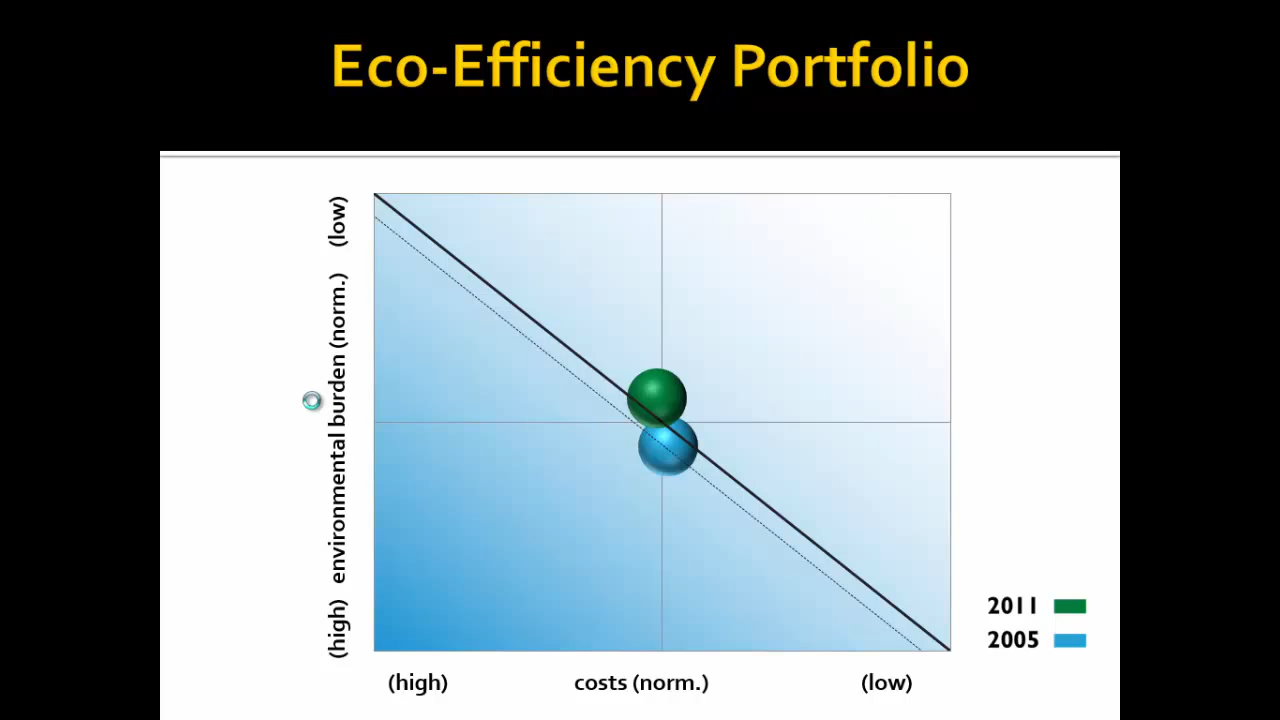 Eco-Efficiency Portfolio
(high) environmental burden (norm.) (low)
2011
2005
(high) costs (norm.) (low)